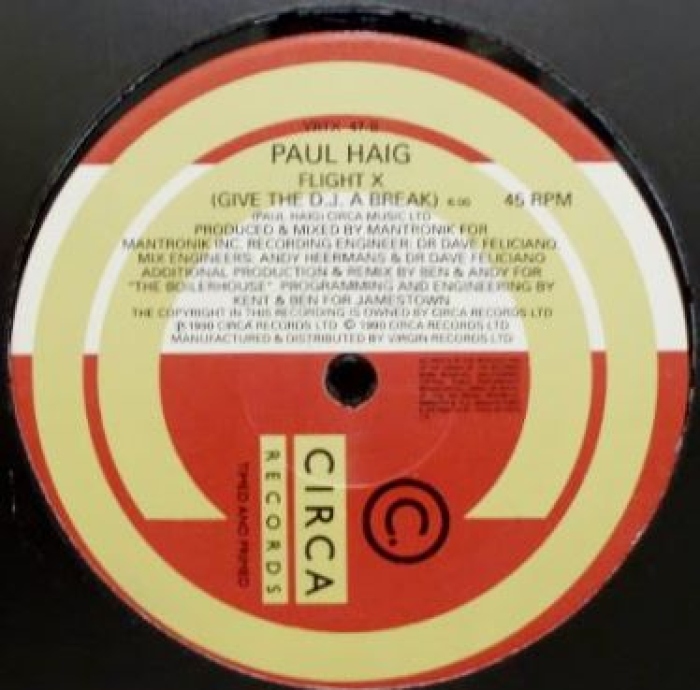 YRTX 47-B
PAUL HAIG
FLIGHT X
(GIVE THE D.J. A BREAK) 6.00 45 RPM
(PAUL HAIG) CIRCA MUSIC LTD
PRODUCED & MIXED BY MANTRONIK FOR
MANTRONIK INC. RECORDING ENGINEER: DR DAVE FELICIANO.
MIX ENGINEERS: ANDY HEERMANS & DR DAVE FELICIANO
ADDITIONAL PRODUCTION & REMIX BY BEN & ANDY FOR
"THE BOILERHOUSE" PROGRAMMING AND ENGINEERING BY
KENT & BEN FOR JAMESTOWN
THE COPYRIGHT IN THIS RECORDING IS OWNED BY CIRCA RECORDS LTD
℗ 1990 CIRCA RECORDS LTD © 1990 CIRCA RECORDS LTD
MANUFACTURED & DISTRIBUTED BY VIRGIN RECORDS LTD
CIRCA
RECORDS
TIMED AND PRIMED
C.